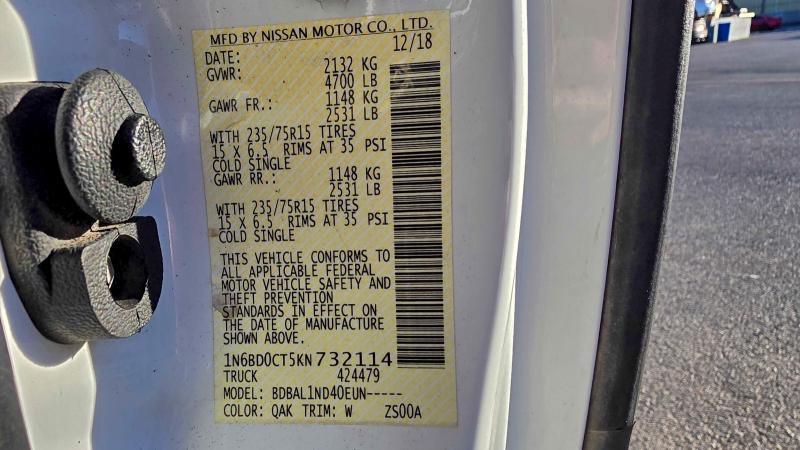 MFD BY NISSAN MOTOR CO., LTD.
DATE: 12/18
GVWR: 2132 KG
4700 LB
GAWR FR.: 1148 KG
2531 LB
WITH 235/75R15 TIRES
15 X 6.5 RIMS AT 35 PSI
COLD SINGLE
GAWR RR.: 1148 KG
2531 LB
WITH 235/75R15 TIRES
15 X 6.5 RIMS AT 35 PSI
COLD SINGLE
THIS VEHICLE CONFORMS TO
ALL APPLICABLE FEDERAL
MOTOR VEHICLE SAFETY AND
THEFT PREVENTION
STANDARDS IN EFFECT ON
THE DATE OF MANUFACTURE
SHOWN ABOVE.
1N6BD0CT5KN732114
TRUCK 424479
MODEL: BDBAL1ND40EUN-----
COLOR: QAK TRIM: W ZS00A